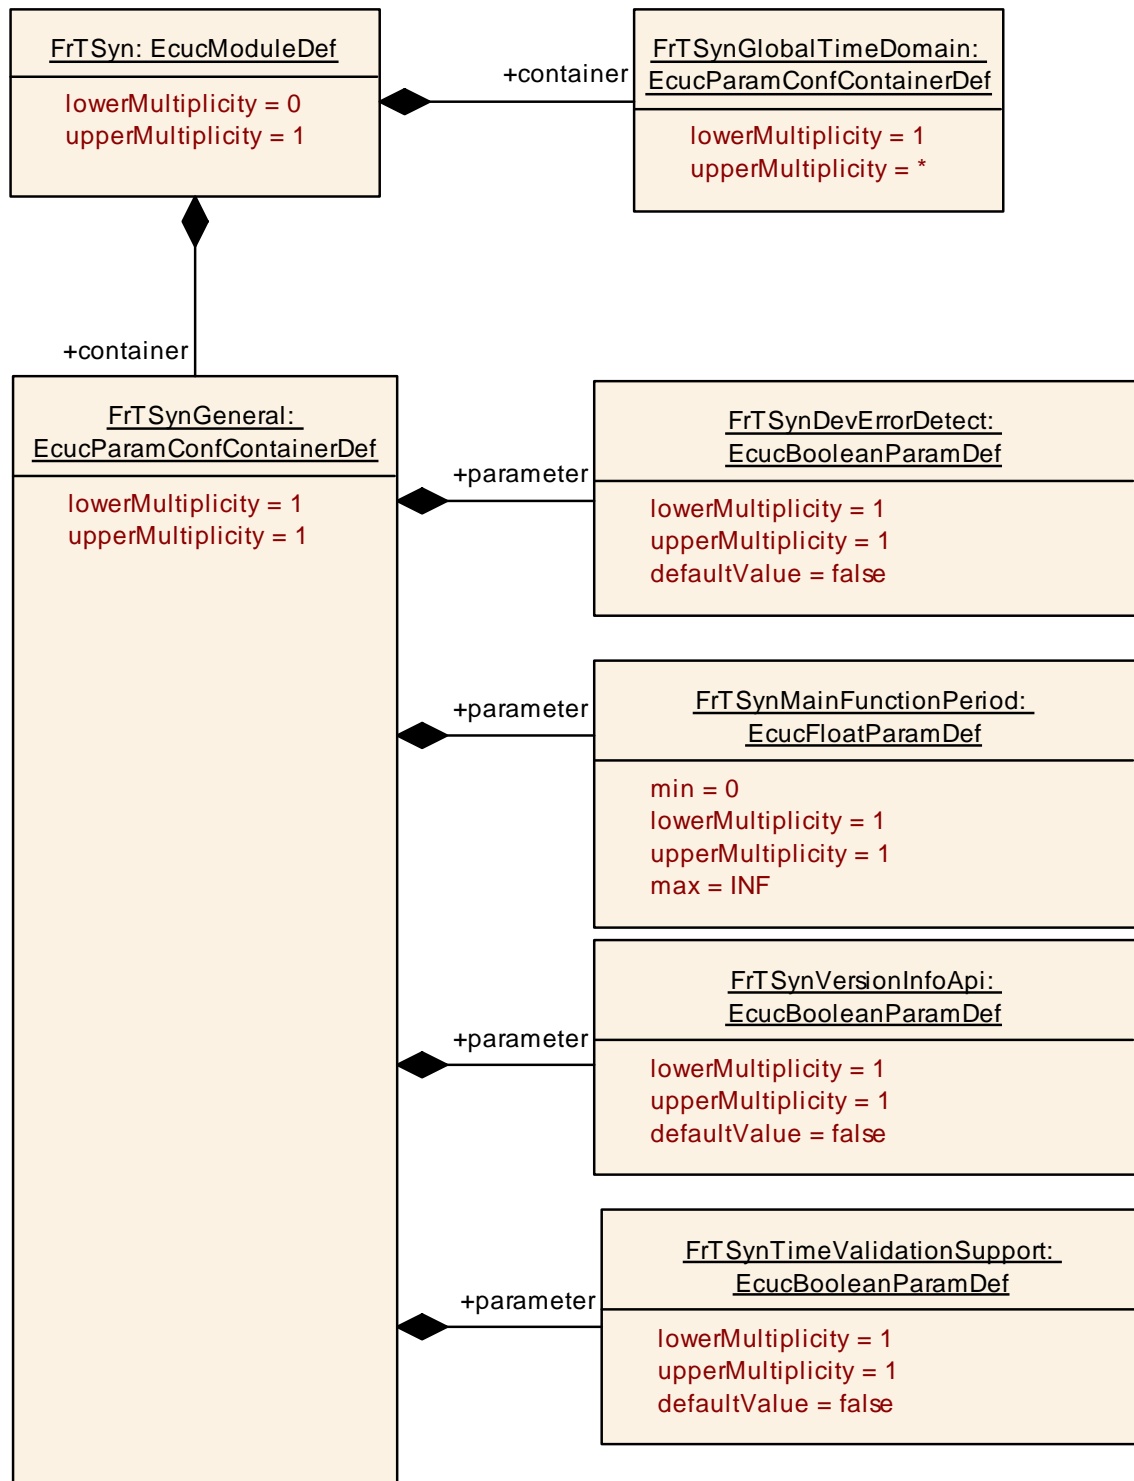 FrTSyn: EcucModuleDef
lowerMultiplicity = 0
upperMultiplicity = 1
+container
FrTSynGlobalTimeDomain:
EcucParamConfContainerDef
lowerMultiplicity = 1
upperMultiplicity = *
+container
FrTSynGeneral:
EcucParamConfContainerDef
lowerMultiplicity = 1
upperMultiplicity = 1
+parameter
FrTSynDevErrorDetect:
EcucBooleanParamDef
lowerMultiplicity = 1
upperMultiplicity = 1
defaultValue = false
+parameter
FrTSynMainFunctionPeriod:
EcucFloatParamDef
min = 0
lowerMultiplicity = 1
upperMultiplicity = 1
max = INF
+parameter
FrTSynVersionInfoApi:
EcucBooleanParamDef
lowerMultiplicity = 1
upperMultiplicity = 1
defaultValue = false
+parameter
FrTSynTimeValidationSupport:
EcucBooleanParamDef
lowerMultiplicity = 1
upperMultiplicity = 1
defaultValue = false